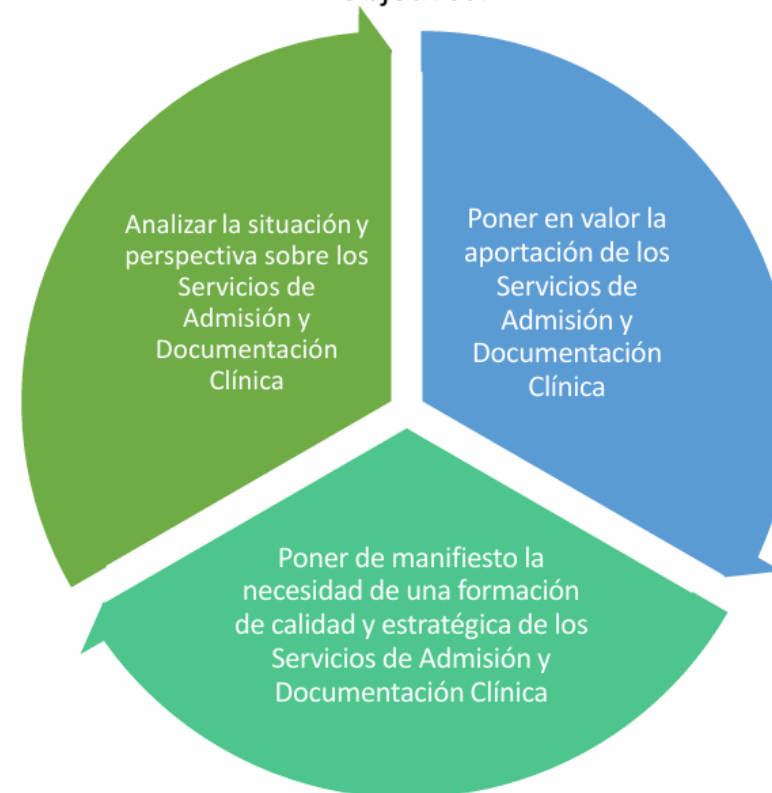 Analizar la situación y
perspectiva sobre los
Servicios de
Admisión y
Documentación
Clínica
Poner en valor la
aportación de los
Servicios de
Admisión y
Documentación
Clínica
Poner de manifiesto la
necesidad de una formación
de calidad y estratégica de los
Servicios de Admisión y
Documentación Clínica